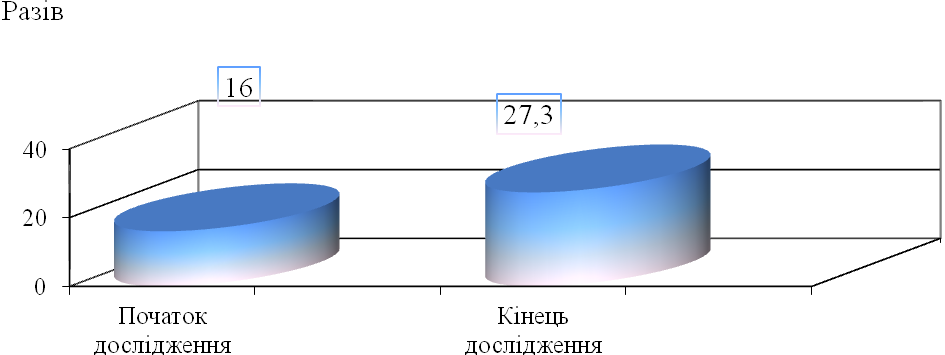 Разів
16
27,3
40
20
0
Початок
дослідження
Кінець
дослідження